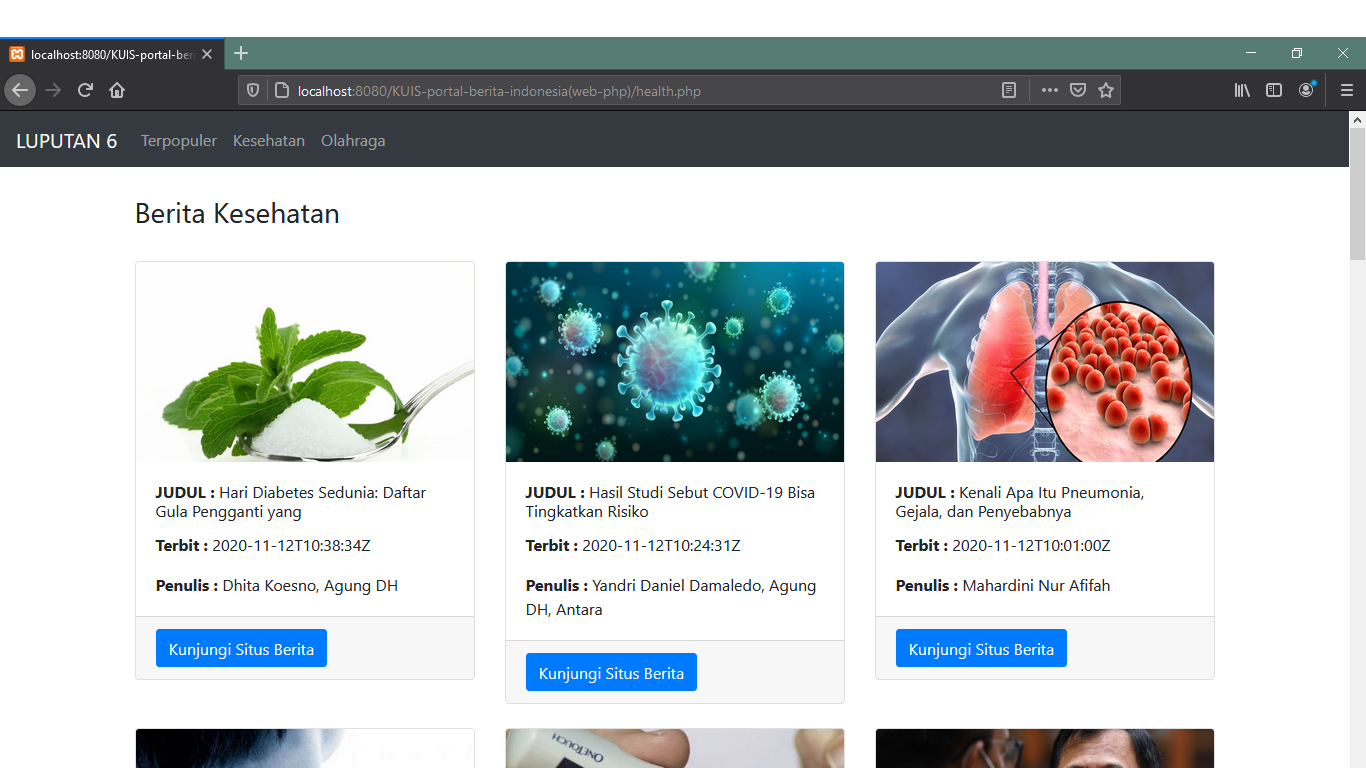 localhost:8080/KUIS-portal-beri
localhost:8080/KUIS-portal-berita-indonesia(web-php)/health.php
LUPUTAN 6 Terpopuler Kesehatan Olahraga
Berita Kesehatan
JUDUL : Hari Diabetes Sedunia: Daftar
Gula Pengganti yang
Terbit : 2020-11-12T10:38:34Z
Penulis : Dhita Koesno, Agung DH
Kunjungi Situs Berita
JUDUL : Hasil Studi Sebut COVID-19 Bisa
Tingkatkan Risiko
Terbit : 2020-11-12T10:24:31Z
Penulis : Yandri Daniel Damaledo, Agung
DH, Antara
Kunjungi Situs Berita
JUDUL : Kenali Apa Itu Pneumonia,
Gejala, dan Penyebabnya
Terbit : 2020-11-12T10:01:00Z
Penulis : Mahardini Nur Afifah
Kunjungi Situs Berita
ONETOUCH